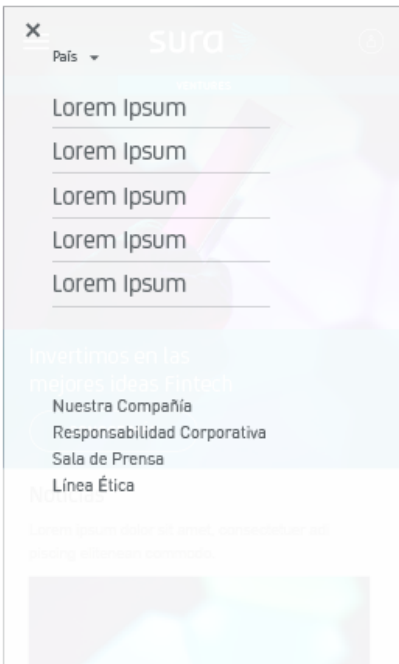 ×
sura
País
Lorem Ipsum
Lorem Ipsum
Lorem Ipsum
Lorem Ipsum
Lorem Ipsum
Invertimos en las
mejores ideas Fintech
Nuestra Compañía
Responsabilidad Corporativa
Sala de Prensa
Línea Ética
Noticias